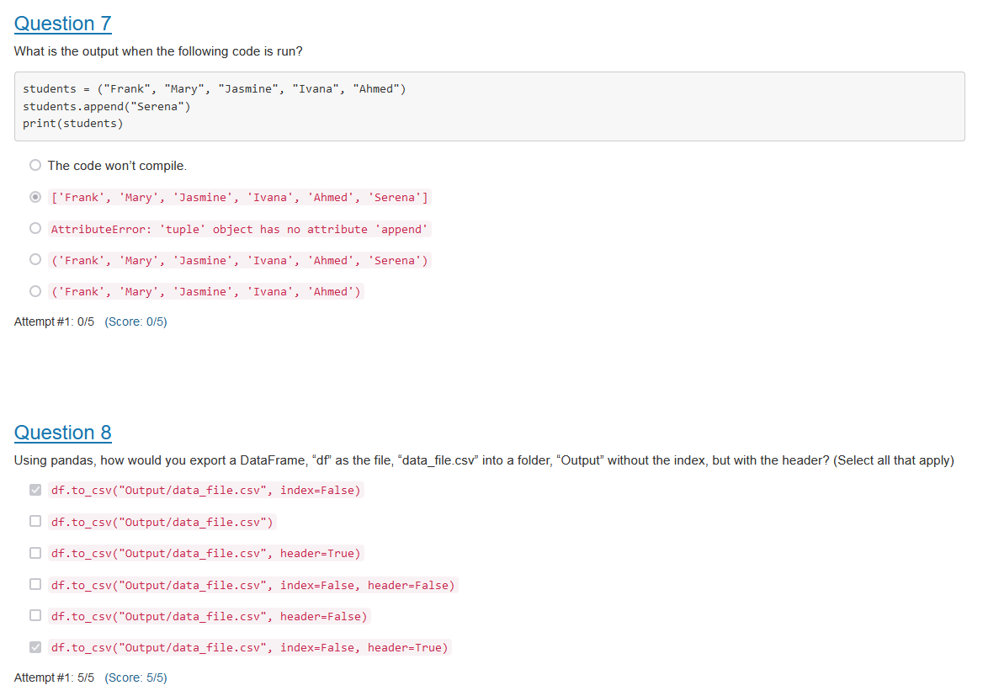 Question 7
What is the output when the following code is run?
students = ("Frank", "Mary", "Jasmine", "Ivana", "Ahmed")
students.append("Serena")
print(students)
The code won’t compile.
['Frank', 'Mary', 'Jasmine', 'Ivana', 'Ahmed', 'Serena']
AttributeError: 'tuple' object has no attribute 'append'
('Frank', 'Mary', 'Jasmine', 'Ivana', 'Ahmed', 'Serena')
('Frank', 'Mary', 'Jasmine', 'Ivana', 'Ahmed')
Attempt #1: 0/5 (Score: 0/5)
Question 8
Using pandas, how would you export a DataFrame, “df” as the file, “data_file.csv” into a folder, “Output” without the index, but with the header? (Select all that apply)
df.to_csv("Output/data_file.csv", index=False)
df.to_csv("Output/data_file.csv")
df.to_csv("Output/data_file.csv", header=True)
df.to_csv("Output/data_file.csv", index=False, header=False)
df.to_csv("Output/data_file.csv", header=False)
df.to_csv("Output/data_file.csv", index=False, header=True)
Attempt #1: 5/5 (Score: 5/5)